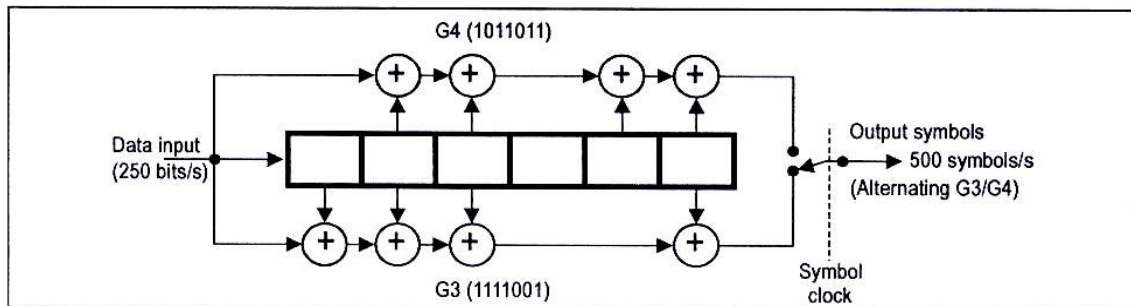 G4 (1011011)
+ + + +
Data input
(250 bits/s)
Output symbols
500 symbols/s
(Alternating G3/G4)
+ + + +
Symbol
clock
G3 (1111001)